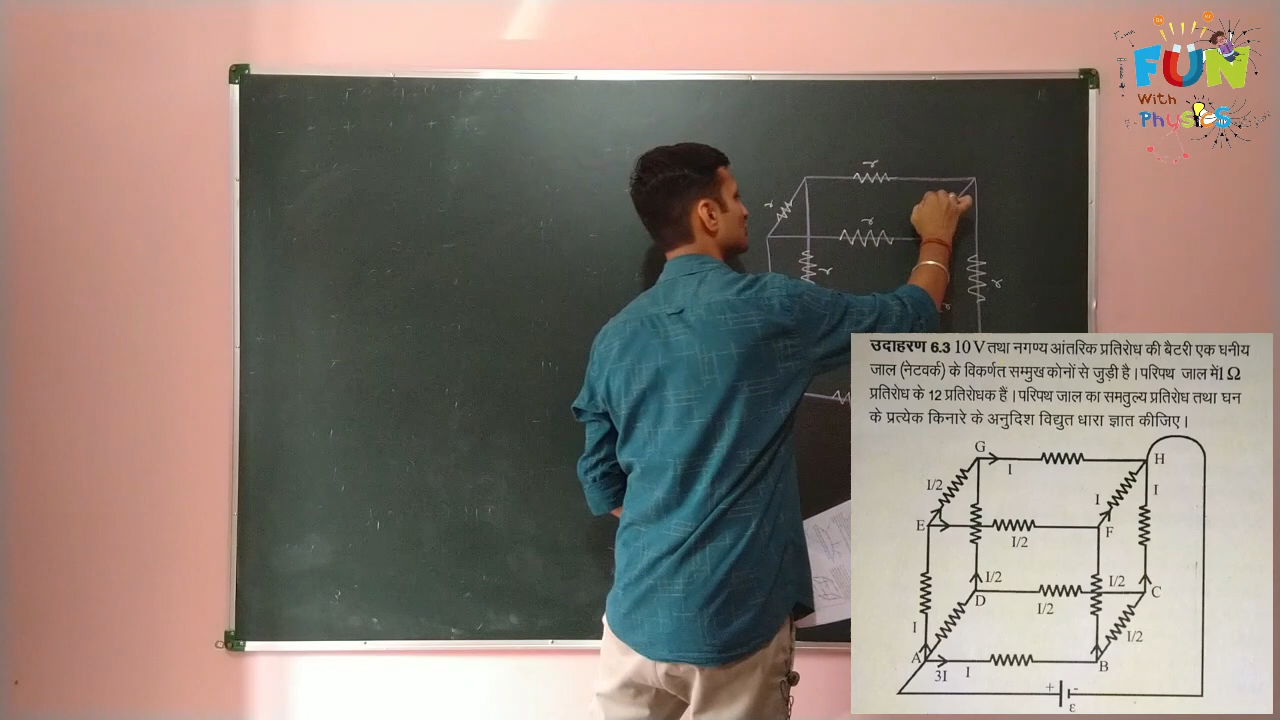 FUN
With
Physics
r
r
r
r
r
r
उदाहरण 6.3 10 V तथा नगण्य आंतरिक प्रतिरोध की बैटरी एक घनीय
जाल (नेटवर्क) के विकर्णत सम्मुख कोनों से जुड़ी है। परिपथ जाल में 1 Ω
प्रतिरोध के 12 प्रतिरोधक हैं। परिपथ जाल का समतुल्य प्रतिरोध तथा घन
के प्रत्येक किनारे के अनुदिश विद्युत धारा ज्ञात कीजिए।
G
H
I
I/2
I
I
E
F
I/2
I/2
I/2
D
C
I/2
I/2
I
A
B
3I
I
+
-
ε